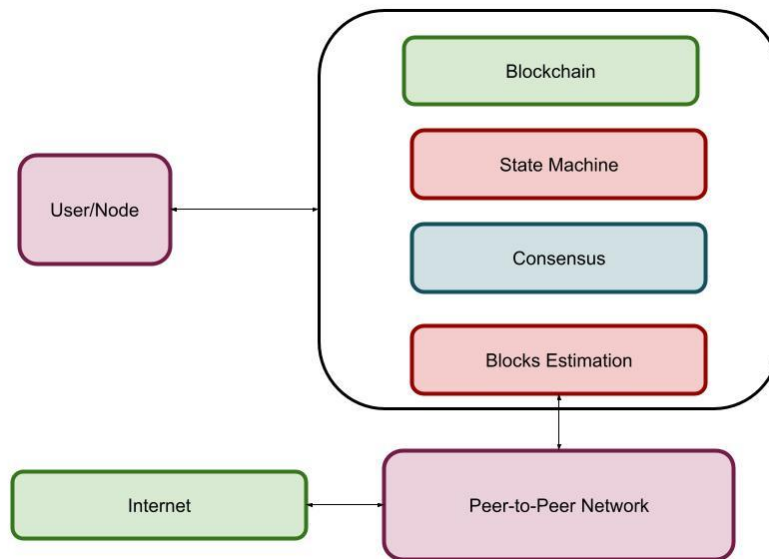 Blockchain
State Machine
User/Node
Consensus
Blocks Estimation
Internet
Peer-to-Peer Network